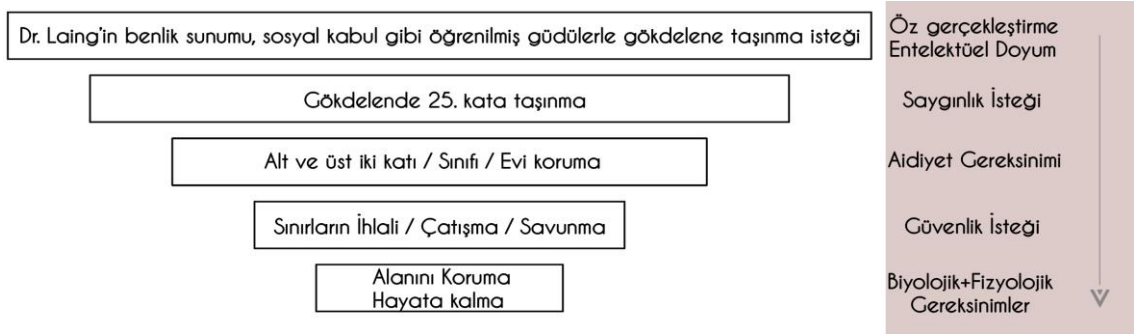 Dr. Laing'in benlik sunumu, sosyal kabul gibi öğrenilmiş güdülerle gökdelene taşınma isteği
Öz gerçekleştirme
Entelektüel Doyum
Gökdelende 25. kata taşınma
Saygınlık İsteği
Alt ve üst iki katı / Sınıfı / Evi koruma
Aidiyet Gereksinimi
Sınırların İhlali / Çatışma / Savunma
Güvenlik İsteği
Alanını Koruma
Hayata kalma
Biyolojik+Fizyolojik
Gereksinimler